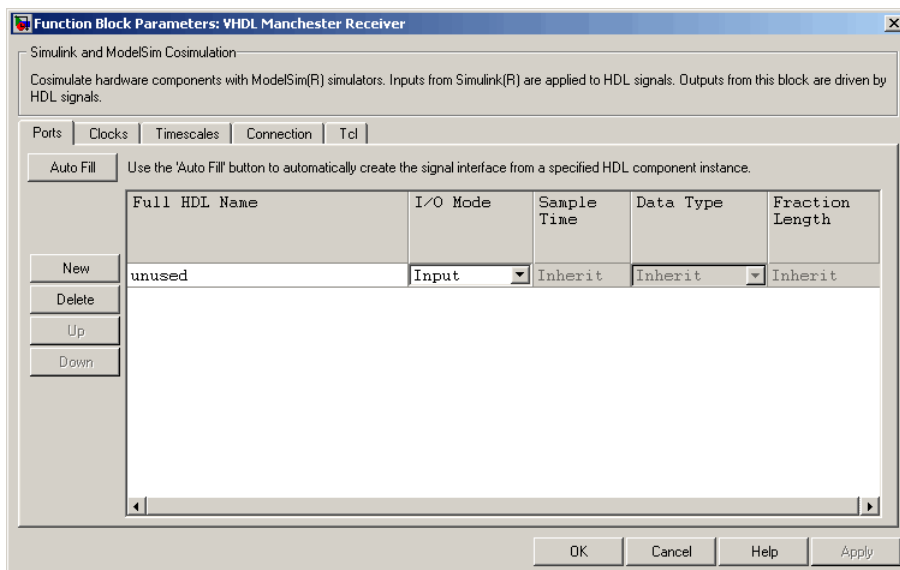 Function Block Parameters: VHDL Manchester Receiver
Simulink and ModelSim Cosimulation
Cosimulate hardware components with ModelSim(R) simulators. Inputs from Simulink(R) are applied to HDL signals. Outputs from this block are driven by
HDL signals.
Ports Clocks Timescales Connection Tcl
Auto Fill Use the 'Auto Fill' button to automatically create the signal interface from a specified HDL component instance.
Full HDL Name I/O Mode Sample Time Data Type Fraction Length
New unused Input Inherit Inherit Inherit
Delete
Up
Down
OK Cancel Help Apply